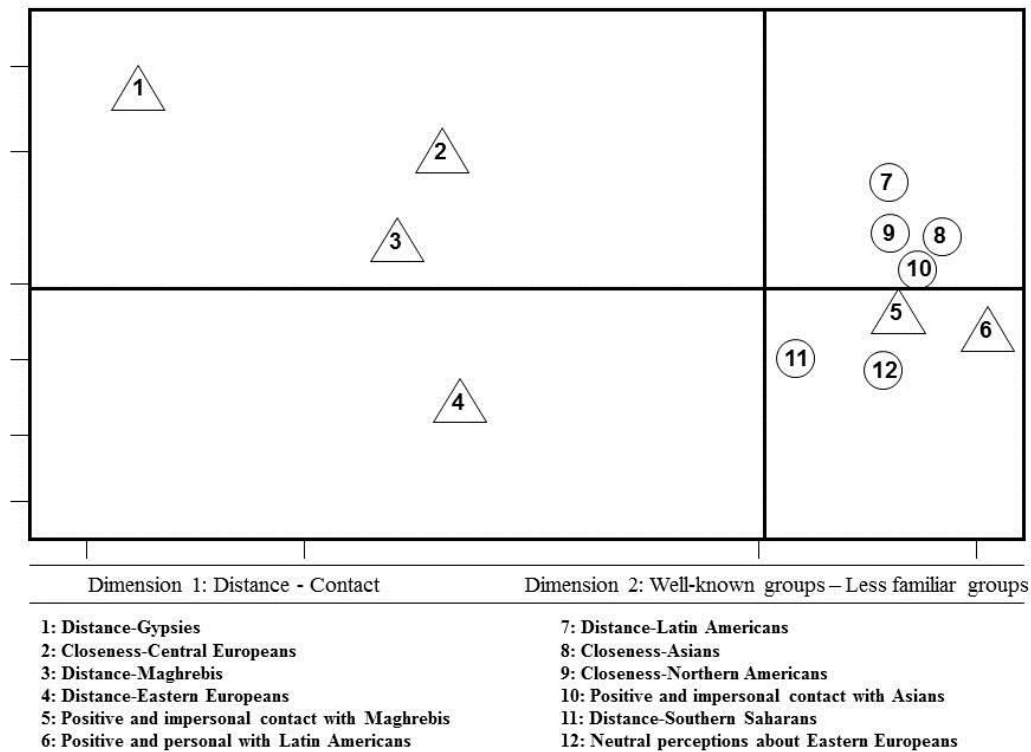 1
2
7
3
9
8
10
5
6
11
12
4
Dimension 1: Distance - Contact
Dimension 2: Well-known groups – Less familiar groups
1: Distance-Gypsies
2: Closeness-Central Europeans
3: Distance-Maghrebis
4: Distance-Eastern Europeans
5: Positive and impersonal contact with Maghrebis
6: Positive and personal with Latin Americans
7: Distance-Latin Americans
8: Closeness-Asians
9: Closeness-Northern Americans
10: Positive and impersonal contact with Asians
11: Distance-Southern Saharans
12: Neutral perceptions about Eastern Europeans